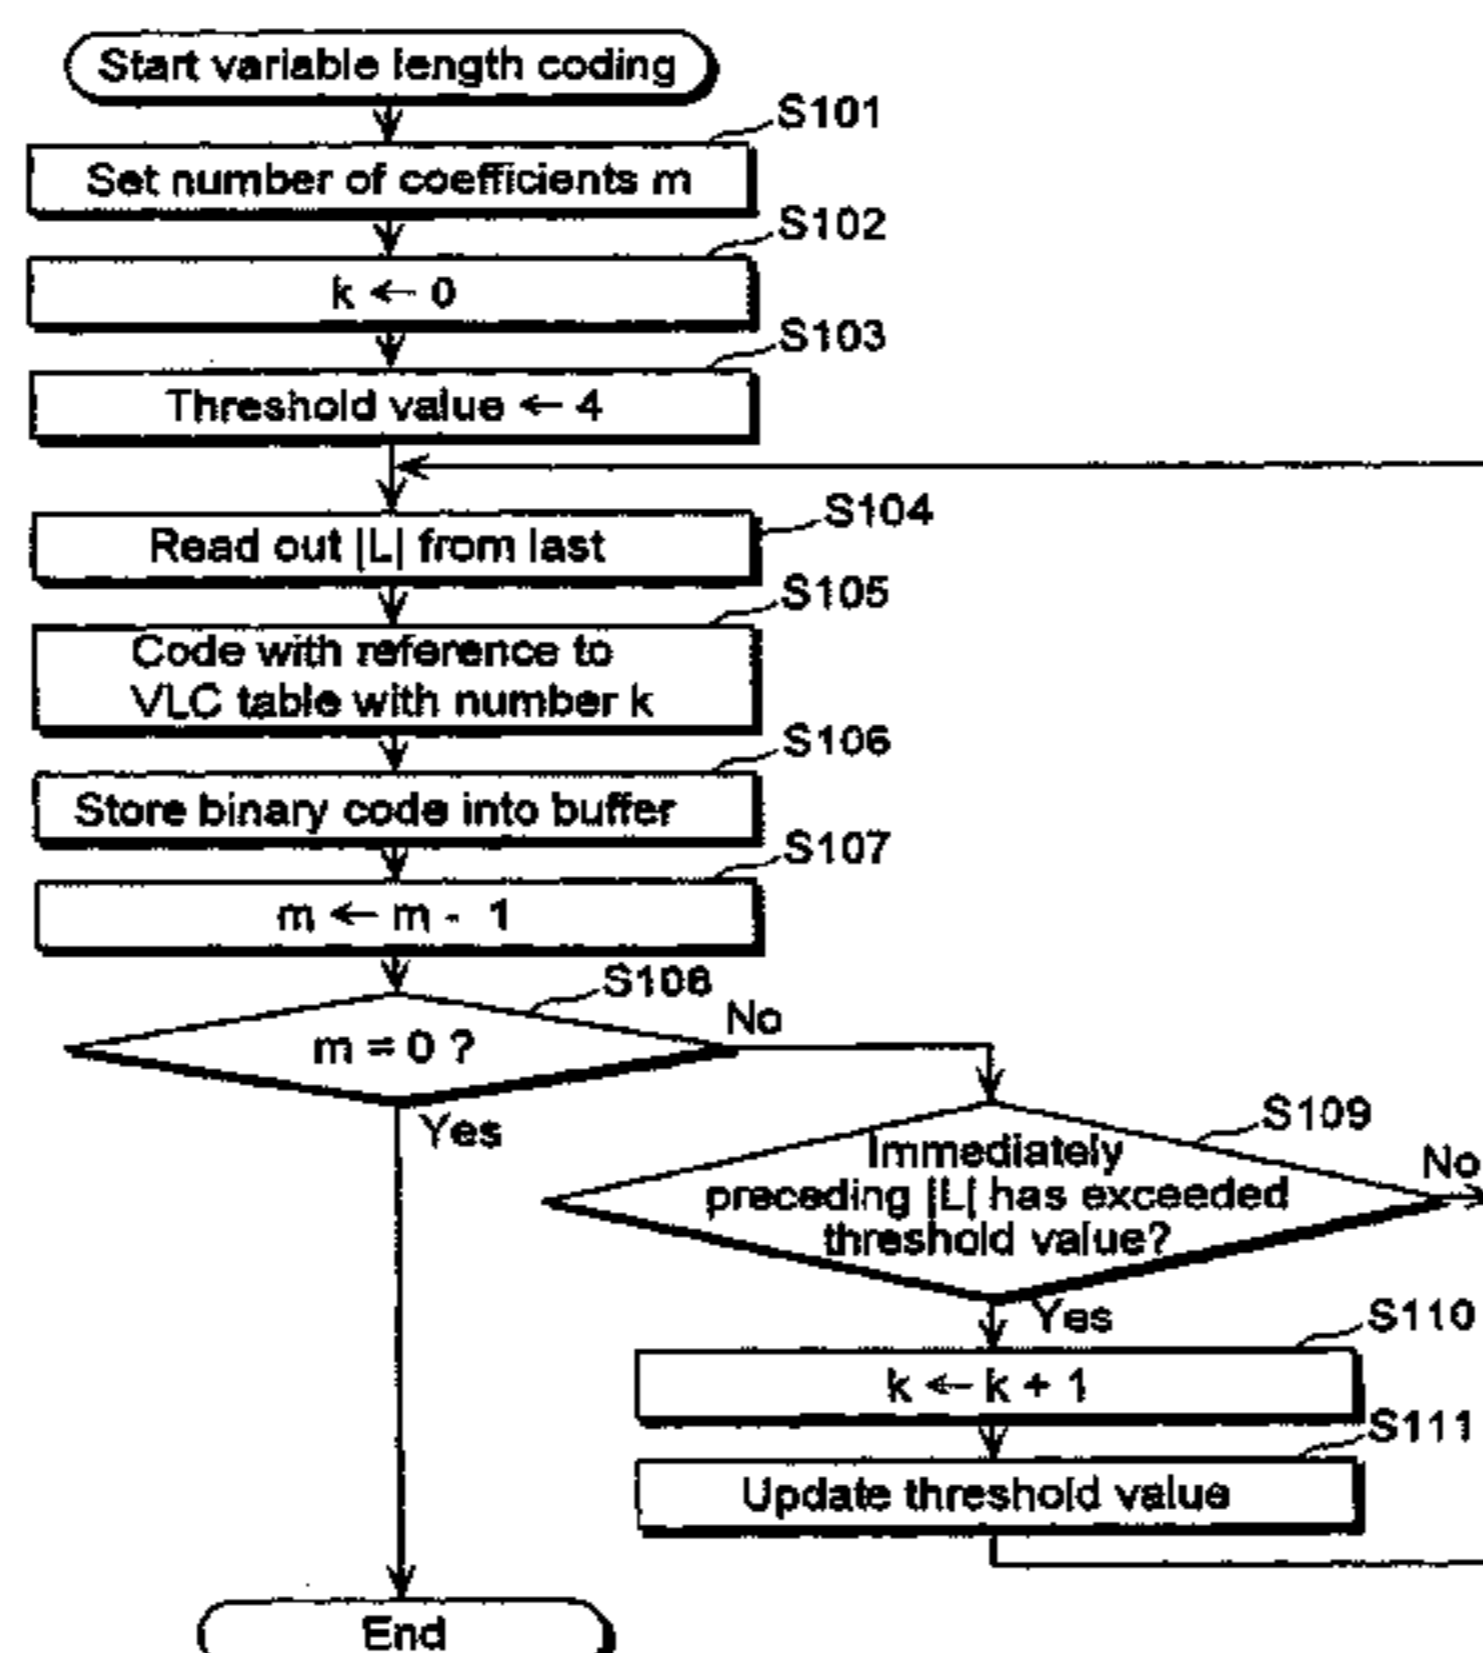 Start variable length coding
S101
Set number of coefficients m
S102
k ← 0
S103
Threshold value ← 4
S104
Read out |L| from last
S105
Code with reference to
VLC table with number k
S106
Store binary code into buffer
S107
m ← m - 1
S108
m = 0 ?
No
Yes
S109
Immediately
preceding |L| has exceeded
threshold value?
No
Yes
S110
k ← k + 1
S111
Update threshold value
End